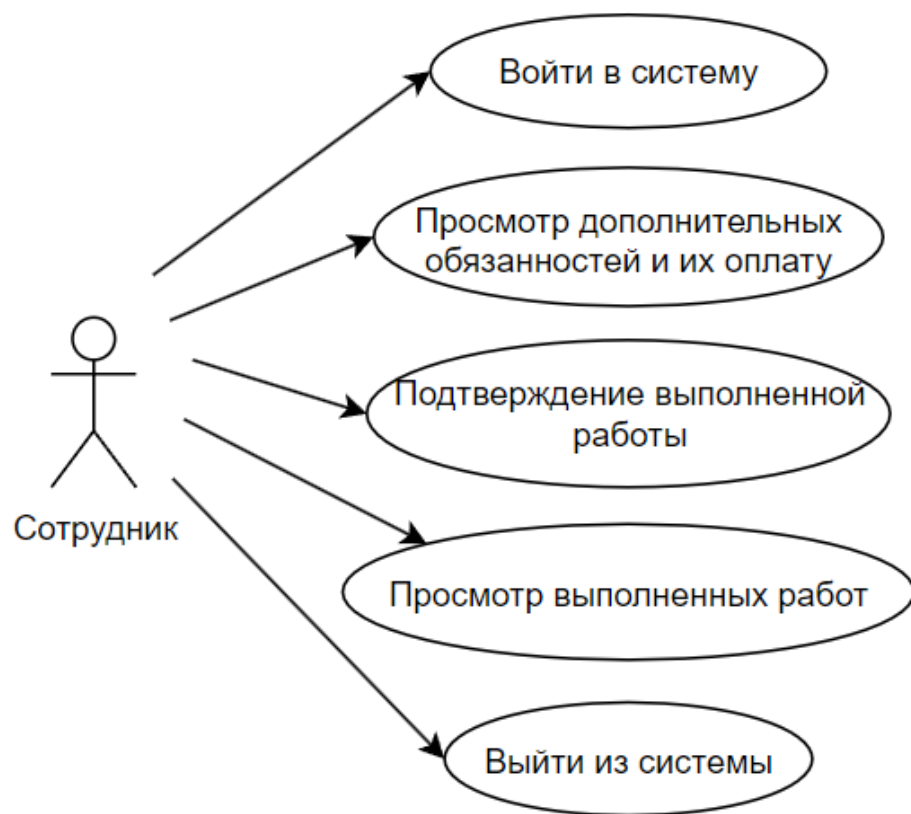 Войти в систему
Просмотр дополнительных
обязанностей и их оплату
Подтверждение выполненной
работы
Сотрудник
Просмотр выполненных работ
Выйти из системы